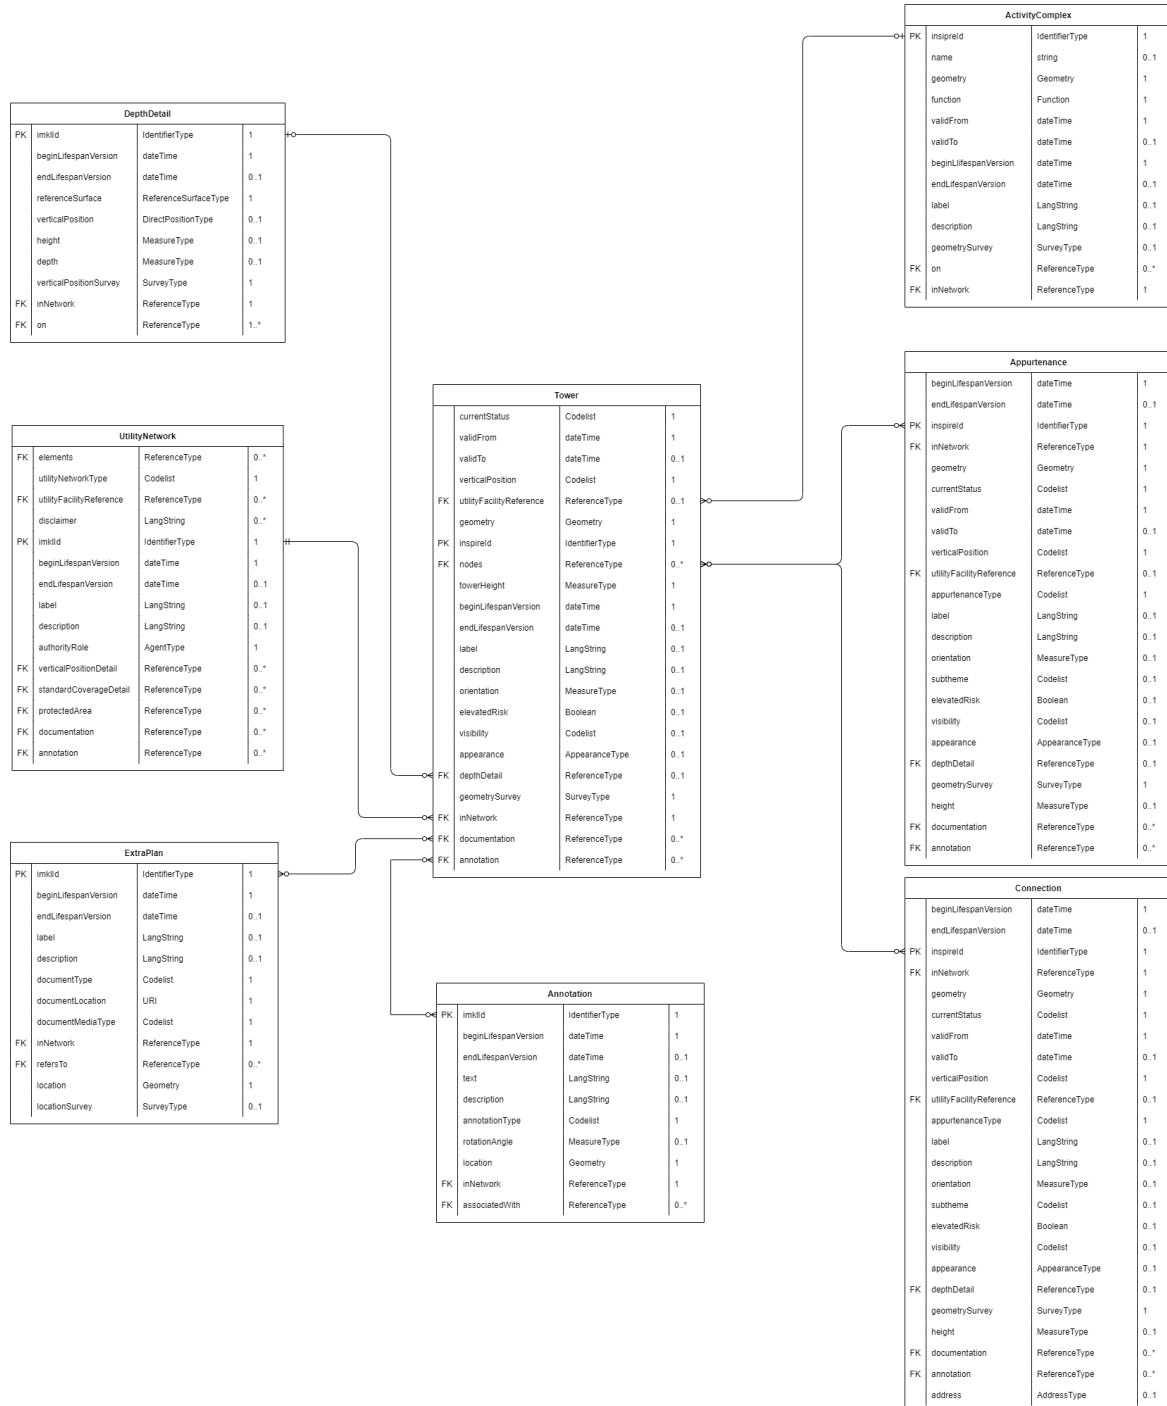 ActivityComplex
PK insipreId IdentifierType 1
name string 0..1
geometry Geometry 1
function Function 1
validFrom dateTime 1
validTo dateTime 0..1
beginLlifespanVersion dateTime 1
endLifespanVersion dateTime 0..1
label LangString 0..1
description LangString 0..1
geometrySurvey SurveyType 0..1
FK on ReferenceType 0..*
FK inNetwork ReferenceType 1
DepthDetail
PK imklId IdentifierType 1
beginLifespanVersion dateTime 1
endLifespanVersion dateTime 0..1
referenceSurface ReferenceSurfaceType 1
verticalPosition DirectPositionType 0..1
height MeasureType 0..1
depth MeasureType 0..1
verticalPositionSurvey SurveyType 1
FK inNetwork ReferenceType 1
FK on ReferenceType 1..*
Appurtenance
beginLifespanVersion dateTime 1
endLifespanVersion dateTime 0..1
PK inspireId IdentifierType 1
FK inNetwork ReferenceType 1
geometry Geometry 1
currentStatus Codelist 1
validFrom dateTime 1
validTo dateTime 0..1
verticalPosition Codelist 1
FK utilityFacilityReference ReferenceType 0..1
appurtenanceType Codelist 1
label LangString 0..1
description LangString 0..1
orientation MeasureType 0..1
subtheme Codelist 0..1
elevatedRisk Boolean 0..1
visibility Codelist 0..1
appearance AppearanceType 0..1
FK depthDetail ReferenceType 0..1
geometrySurvey SurveyType 1
height MeasureType 0..1
FK documentation ReferenceType 0..*
FK annotation ReferenceType 0..*
Tower
currentStatus Codelist 1
validFrom dateTime 1
validTo dateTime 0..1
verticalPosition Codelist 1
FK utilityFacilityReference ReferenceType 0..1
geometry Geometry 1
PK inspireId IdentifierType 1
FK nodes ReferenceType 0..*
towerHeight MeasureType 1
beginLifespanVersion dateTime 1
endLifespanVersion dateTime 0..1
label LangString 0..1
description LangString 0..1
orientation MeasureType 0..1
elevatedRisk Boolean 0..1
visibility Codelist 0..1
appearance AppearanceType 0..1
FK depthDetail ReferenceType 0..1
geometrySurvey SurveyType 1
FK inNetwork ReferenceType 1
FK documentation ReferenceType 0..*
FK annotation ReferenceType 0..*
UtilityNetwork
FK elements ReferenceType 0..*
utilityNetworkType Codelist 1
FK utilityFacilityReference ReferenceType 0..*
disclaimer LangString 0..*
PK imklId IdentifierType 1
beginLifespanVersion dateTime 1
endLifespanVersion dateTime 0..1
label LangString 0..1
description LangString 0..1
authorityRole AgentType 1
FK verticalPositionDetail ReferenceType 0..*
FK standardCoverageDetail ReferenceType 0..*
FK protectedArea ReferenceType 0..*
FK documentation ReferenceType 0..*
FK annotation ReferenceType 0..*
ExtraPlan
PK imklId IdentifierType 1
beginLifespanVersion dateTime 1
endLifespanVersion dateTime 0..1
label LangString 0..1
description LangString 0..1
documentType Codelist 1
documentLocation URI 1
documentMediaType Codelist 1
FK inNetwork ReferenceType 1
FK refersTo ReferenceType 0..*
location Geometry 1
locationSurvey SurveyType 0..1
Connection
beginLifespanVersion dateTime 1
endLifespanVersion dateTime 0..1
PK inspireId IdentifierType 1
FK inNetwork ReferenceType 1
geometry Geometry 1
currentStatus Codelist 1
validFrom dateTime 1
validTo dateTime 0..1
verticalPosition Codelist 1
FK utilityFacilityReference ReferenceType 0..1
appurtenanceType Codelist 1
label LangString 0..1
description LangString 0..1
orientation MeasureType 0..1
subtheme Codelist 0..1
elevatedRisk Boolean 0..1
visibility Codelist 0..1
appearance AppearanceType 0..1
FK depthDetail ReferenceType 0..1
geometrySurvey SurveyType 1
height MeasureType 0..1
FK documentation ReferenceType 0..*
FK annotation ReferenceType 0..*
address AddressType 0..1
Annotation
PK imklId IdentifierType 1
beginLifespanVersion dateTime 1
endLifespanVersion dateTime 0..1
text LangString 0..1
description LangString 0..1
annotationType Codelist 1
rotationAngle MeasureType 0..1
location Geometry 1
FK inNetwork ReferenceType 1
FK associatedWith ReferenceType 0..*